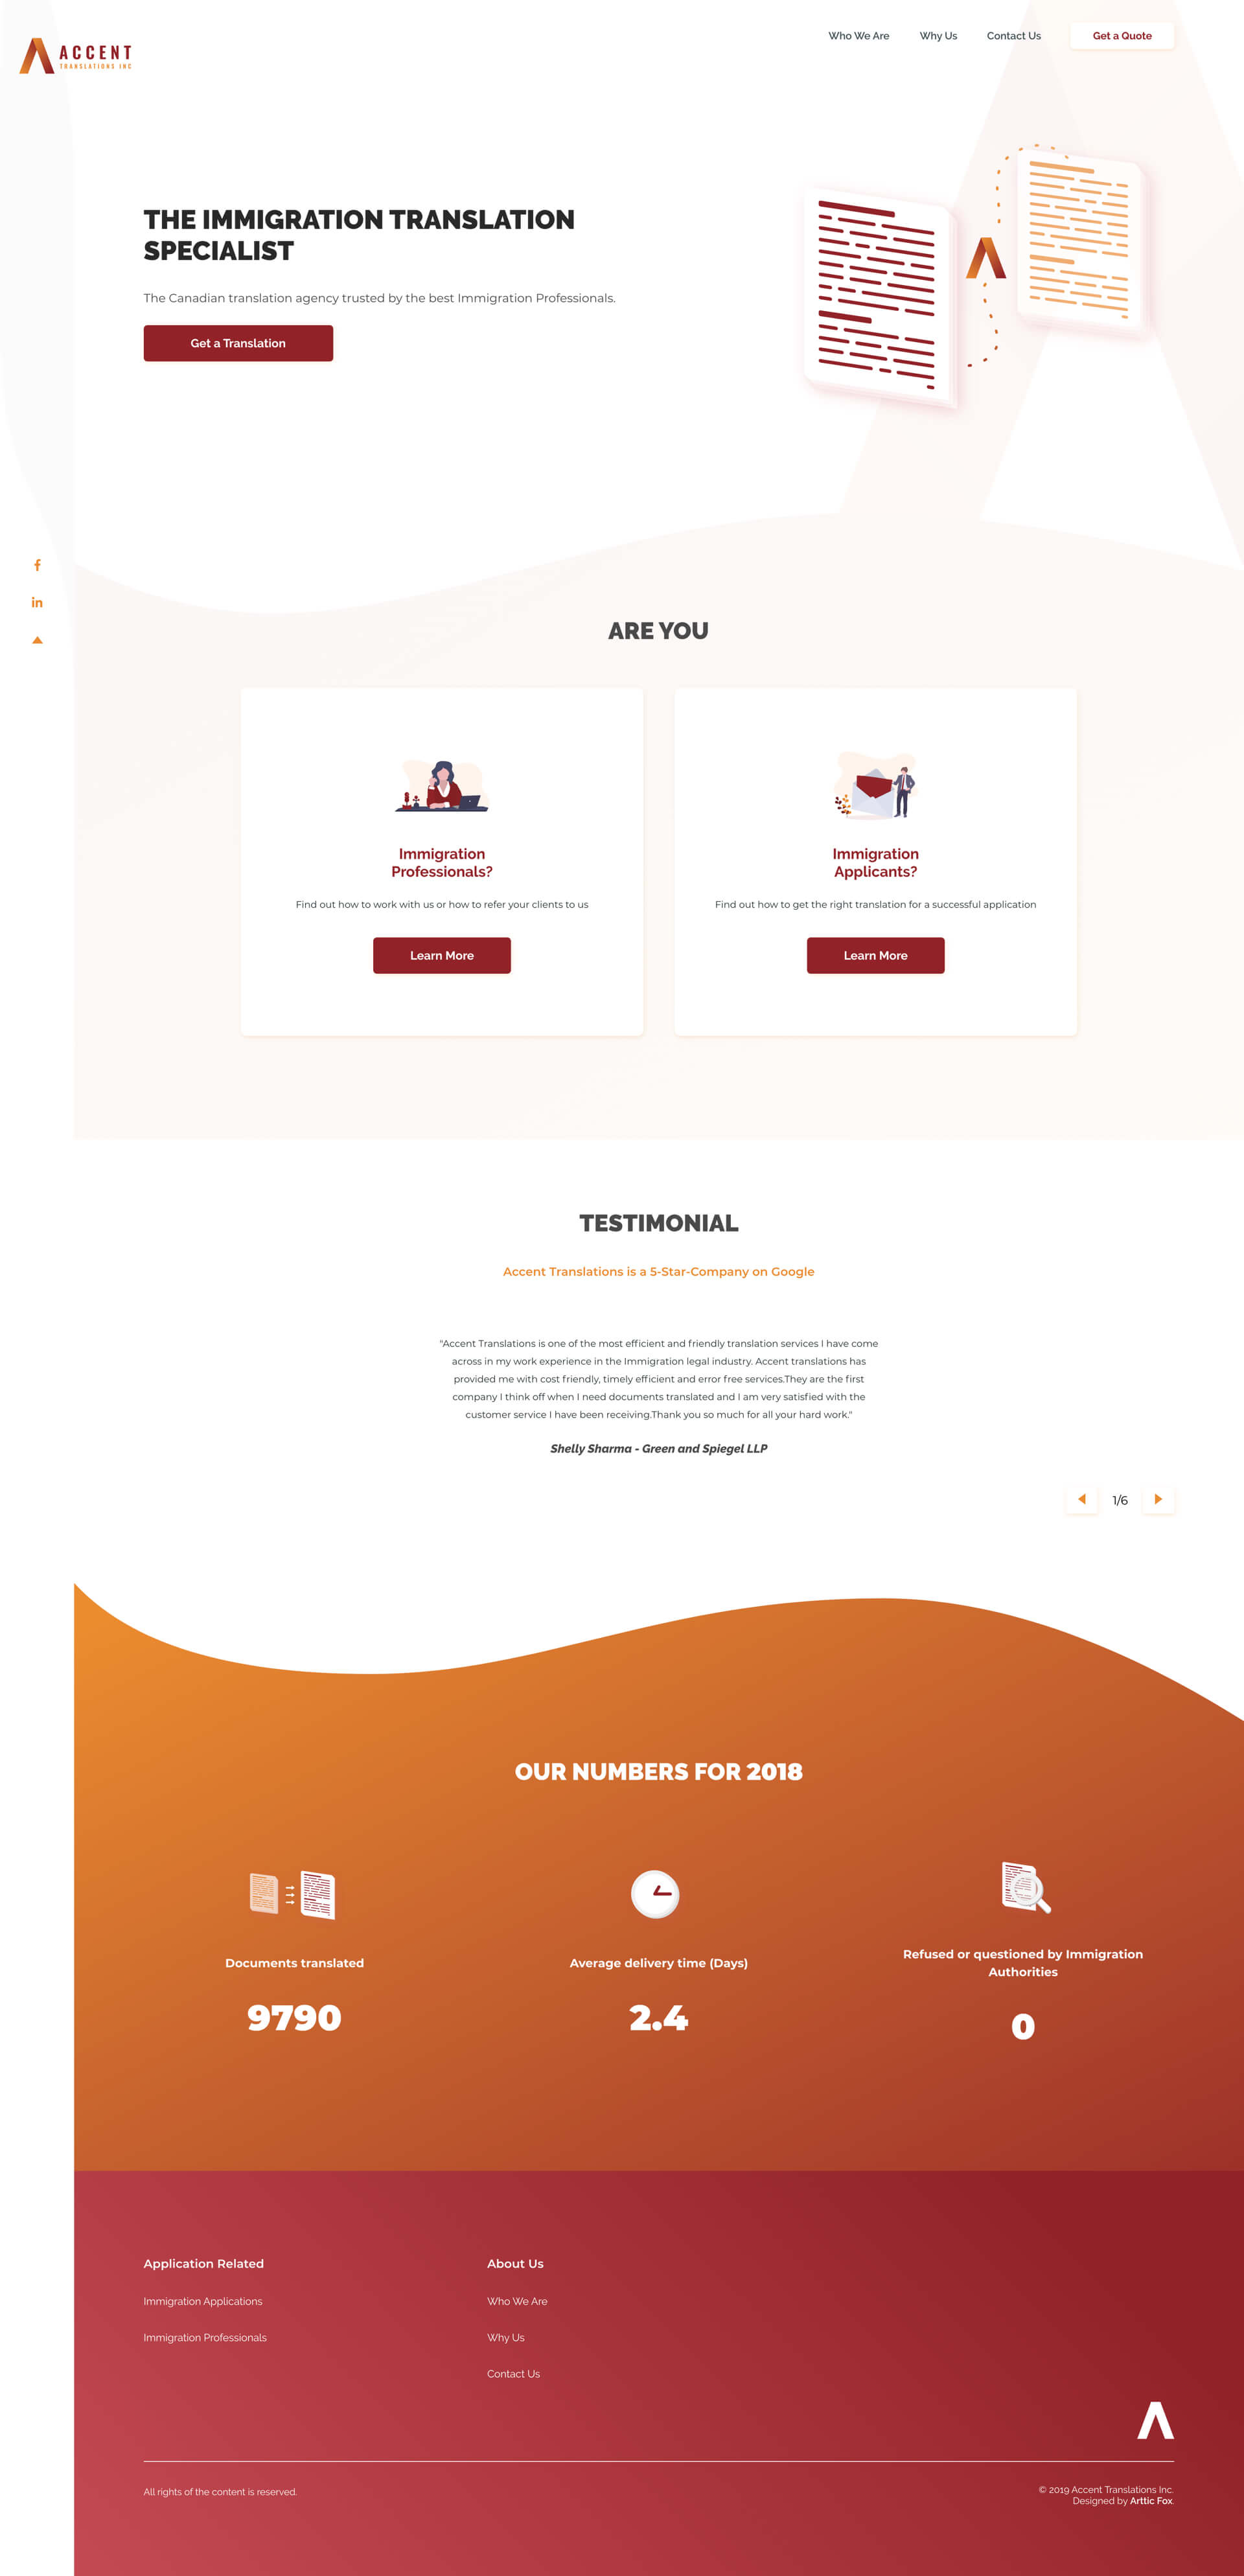 ACCENT
TRANSLATIONS INC
Who We Are
Why Us
Contact Us
Get a Quote
THE IMMIGRATION TRANSLATION
SPECIALIST
The Canadian translation agency trusted by the best Immigration Professionals.
Get a Translation
ARE YOU
Immigration
Professionals?
Find out how to work with us or how to refer your clients to us
Learn More
Immigration
Applicants?
Find out how to get the right translation for a successful application
Learn More
TESTIMONIAL
Accent Translations is a 5-Star-Company on Google
"Accent Translations is one of the most efficient and friendly translation services I have come
across in my work experience in the Immigration legal industry. Accent translations has
provided me with cost friendly, timely efficient and error free services.They are the first
company I think off when I need documents translated and I am very satisfied with the
customer service I have been receiving.Thank you so much for all your hard work."
Shelly Sharma - Green and Spiegel LLP
1/6
OUR NUMBERS FOR 2018
Documents translated
9790
Average delivery time (Days)
2.4
Refused or questioned by Immigration
Authorities
0
Application Related
Immigration Applications
Immigration Professionals
About Us
Who We Are
Why Us
Contact Us
All rights of the content is reserved.
© 2019 Accent Translations Inc.
Designed by Arttic Fox.